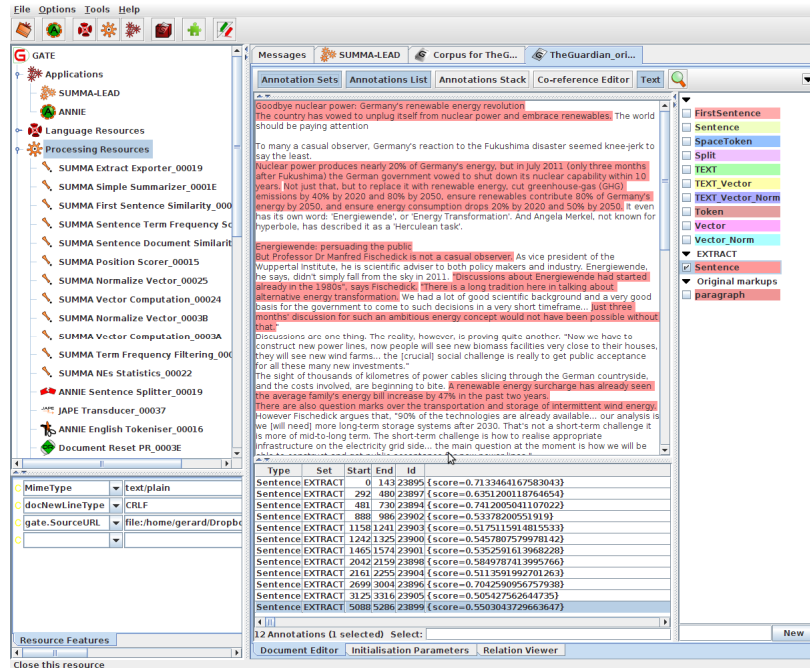 File Options Tools Help
GATE
Applications
SUMMA-LEAD
ANNIE
Language Resources
Processing Resources
SUMMA Extract Exporter_00019
SUMMA Simple Summarizer_0001E
SUMMA First Sentence Similarity_000
SUMMA Sentence Term Frequency Sc
SUMMA Sentence Document Similarit
SUMMA Position Scorer_00015
SUMMA Normalize Vector_00025
SUMMA Vector Computation_00024
SUMMA Normalize Vector_0003B
SUMMA Vector Computation_0003A
SUMMA Term Frequency Filtering_000
SUMMA NEs Statistics_00022
ANNIE Sentence Splitter_0019
JAPE Transducer_00037
ANNIE English Tokeniser_00016
Document Reset PR_0003E
C MimeType text/plain
C docNewLineType CRLF
C gate.SourceURL file:/home/gerard/Dropbo
C
Resource Features
Close this resource
Messages SUMMA-LEAD Corpus for TheG... TheGuardian_ori...
Annotation Sets Annotations List Annotations Stack Co-reference Editor Text
Goodbye nuclear power: Germany's renewable energy revolution
The country has vowed to unplug itself from nuclear power and embrace renewables. The world
should be paying attention
To many a casual observer, Germany's reaction to the Fukushima disaster seemed knee-jerk to
say the least.
Nuclear power produces nearly 20% of Germany's energy, but in July 2011 (only three months
after Fukushima) the German government vowed to shut down its nuclear capability within 10
years. Not just that, but to replace it with renewable energy, cut greenhouse-gas (GHG)
emissions by 40% by 2020 and 80% by 2050, ensure renewables contribute 80% of Germany's
energy by 2050, and ensure energy consumption drops 20% by 2020 and 50% by 2050. It even
has its own word: 'Energiewende', or 'Energy Transformation'. And Angela Merkel, not known for
hyperbole, has described it as a 'Herculean task'.
Energiewende: persuading the public
But Professor Dr Manfred Fischedick is not a casual observer. As vice president of the
Wuppertal Institute, he is scientific adviser to both policy makers and industry. Energiewende,
he says, didn't simply fall from the sky in 2011. "Discussions about Energiewende had started
already in the 1980s", says Fischedick. "There is a long tradition here in talking about
alternative energy transformation. We had a lot of good scientific background and a very good
basis for the government to come to such decisions in a very short timeframe... Just three
months' discussion for such an ambitious energy concept would not have been possible without
that."
Discussions are one thing. The reality, however, is proving quite another. "Now we have to
construct new power lines, now people will see new biomass facilities very close to their houses,
they will see new wind farms... the [crucial] social challenge is really to get public acceptance
for all these many new investments."
The sight of thousands of kilometres of power cables slicing through the German countryside,
and the costs involved, are beginning to bite. A renewable energy surcharge has already seen
the average family's energy bill increase by 47% in the past two years.
There are also question marks over the transportation and storage of intermittent wind energy.
However Fischedick argues that, "90% of the technologies are already available... our analysis is
we [will need] more long-term storage systems after 2030. That's not a short-term challenge it
is more of mid-to-long term. The short-term challenge is how to realise appropriate
infrastructure on the electricity grid side... the main question at the moment is how we will be
Type Set Start End Id
Sentence EXTRACT 0 143 23895 {score=0.7133464167583043}
Sentence EXTRACT 292 480 23897 {score=0.6351200118764654}
Sentence EXTRACT 481 730 23894 {score=0.7412005041107022}
Sentence EXTRACT 888 986 23902 {score=0.53378200551919}
Sentence EXTRACT 1158 1241 23903 {score=0.5175115914815533}
Sentence EXTRACT 1242 1325 23900 {score=0.5457807579978142}
Sentence EXTRACT 1465 1574 23901 {score=0.5352591613968228}
Sentence EXTRACT 2042 2159 23898 {score=0.5849787413995766}
Sentence EXTRACT 2161 2255 23904 {score=0.5113591992701263}
Sentence EXTRACT 2699 3004 23896 {score=0.7042590956757938}
Sentence EXTRACT 3125 3316 23905 {score=0.505427562644735}
Sentence EXTRACT 5088 5286 23899 {score=0.5503043729663647}
12 Annotations (1 selected) Select:
Document Editor Initialisation Parameters Relation Viewer
FirstSentence
Sentence
SpaceToken
Split
TEXT
TEXT_Vector
TEXT_Vector_Norm
Token
Vector
Vector_Norm
EXTRACT
Sentence
Original markups
paragraph
New